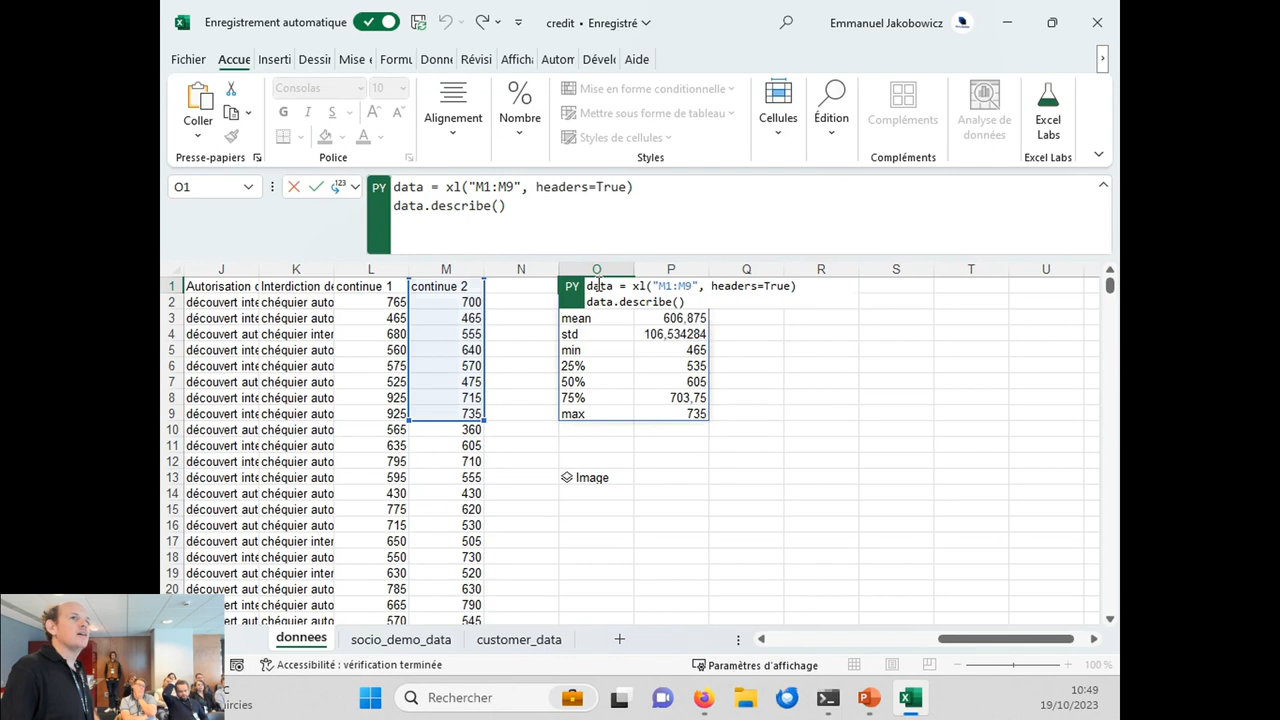 Enregistrement automatique
credit • Enregistré
Emmanuel Jakobowicz
Fichier Accue Inserti Dessir Mise e Formu Donne Révisi Afficha Autom Dévelo Aide
Coller
Presse-papiers
Consolas 10
G I S
Police
Alignement
Nombre
Mise en forme conditionnelle
Mettre sous forme de tableau
Styles de cellules
Styles
Cellules
Édition
Compléments
Compléments
Analyse de données
Excel Labs
Excel Labs
O1
PY
data = xl("M1:M9", headers=True)
data.describe()
J K L M N O P Q R S T U
1 Autorisation d Interdiction de continue 1 continue 2 PY data = xl("M1:M9", headers=True)
2 découvert inte chéquier auto 765 700 data.describe()
3 découvert inte chéquier auto 465 465 mean 606,875
4 découvert inte chéquier inter 680 555 std 106,534284
5 découvert inte chéquier auto 560 640 min 465
6 découvert inte chéquier auto 575 570 25% 535
7 découvert aut chéquier auto 525 475 50% 605
8 découvert aut chéquier auto 925 715 75% 703,75
9 découvert aut chéquier auto 925 735 max 735
10 découvert aut chéquier auto 565 360
11 découvert inte chéquier auto 635 605
12 découvert inte chéquier auto 795 710
13 découvert inte chéquier auto 595 555 Image
14 découvert aut chéquier auto 430 430
15 découvert aut chéquier auto 775 620
16 découvert aut chéquier auto 715 530
17 découvert aut chéquier inter 650 505
18 découvert inte chéquier auto 550 730
19 découvert aut chéquier inter 630 520
20 découvert aut chéquier auto 785 630
découvert aut chéquier auto 665 790
570 545
donnees socio_demo_data customer_data
Accessibilité : vérification terminée
Paramètres d'affichage
100 %
Rechercher
10:49
19/10/2023